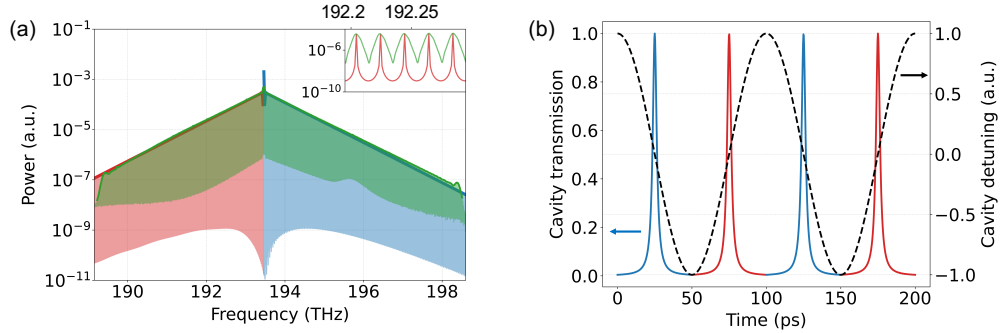 (a)
192.2 192.25
10⁻¹
10⁻³
10⁻⁵
10⁻⁷
10⁻⁹
10⁻¹¹
Power (a.u.)
10⁻⁶
10⁻¹⁰
190 192 194 196 198
Frequency (THz)
(b)
1.0
0.8
0.6
0.4
0.2
0.0
Cavity transmission
1.0
0.5
0.0
−0.5
−1.0
Cavity detuning (a.u.)
0 50 100 150 200
Time (ps)